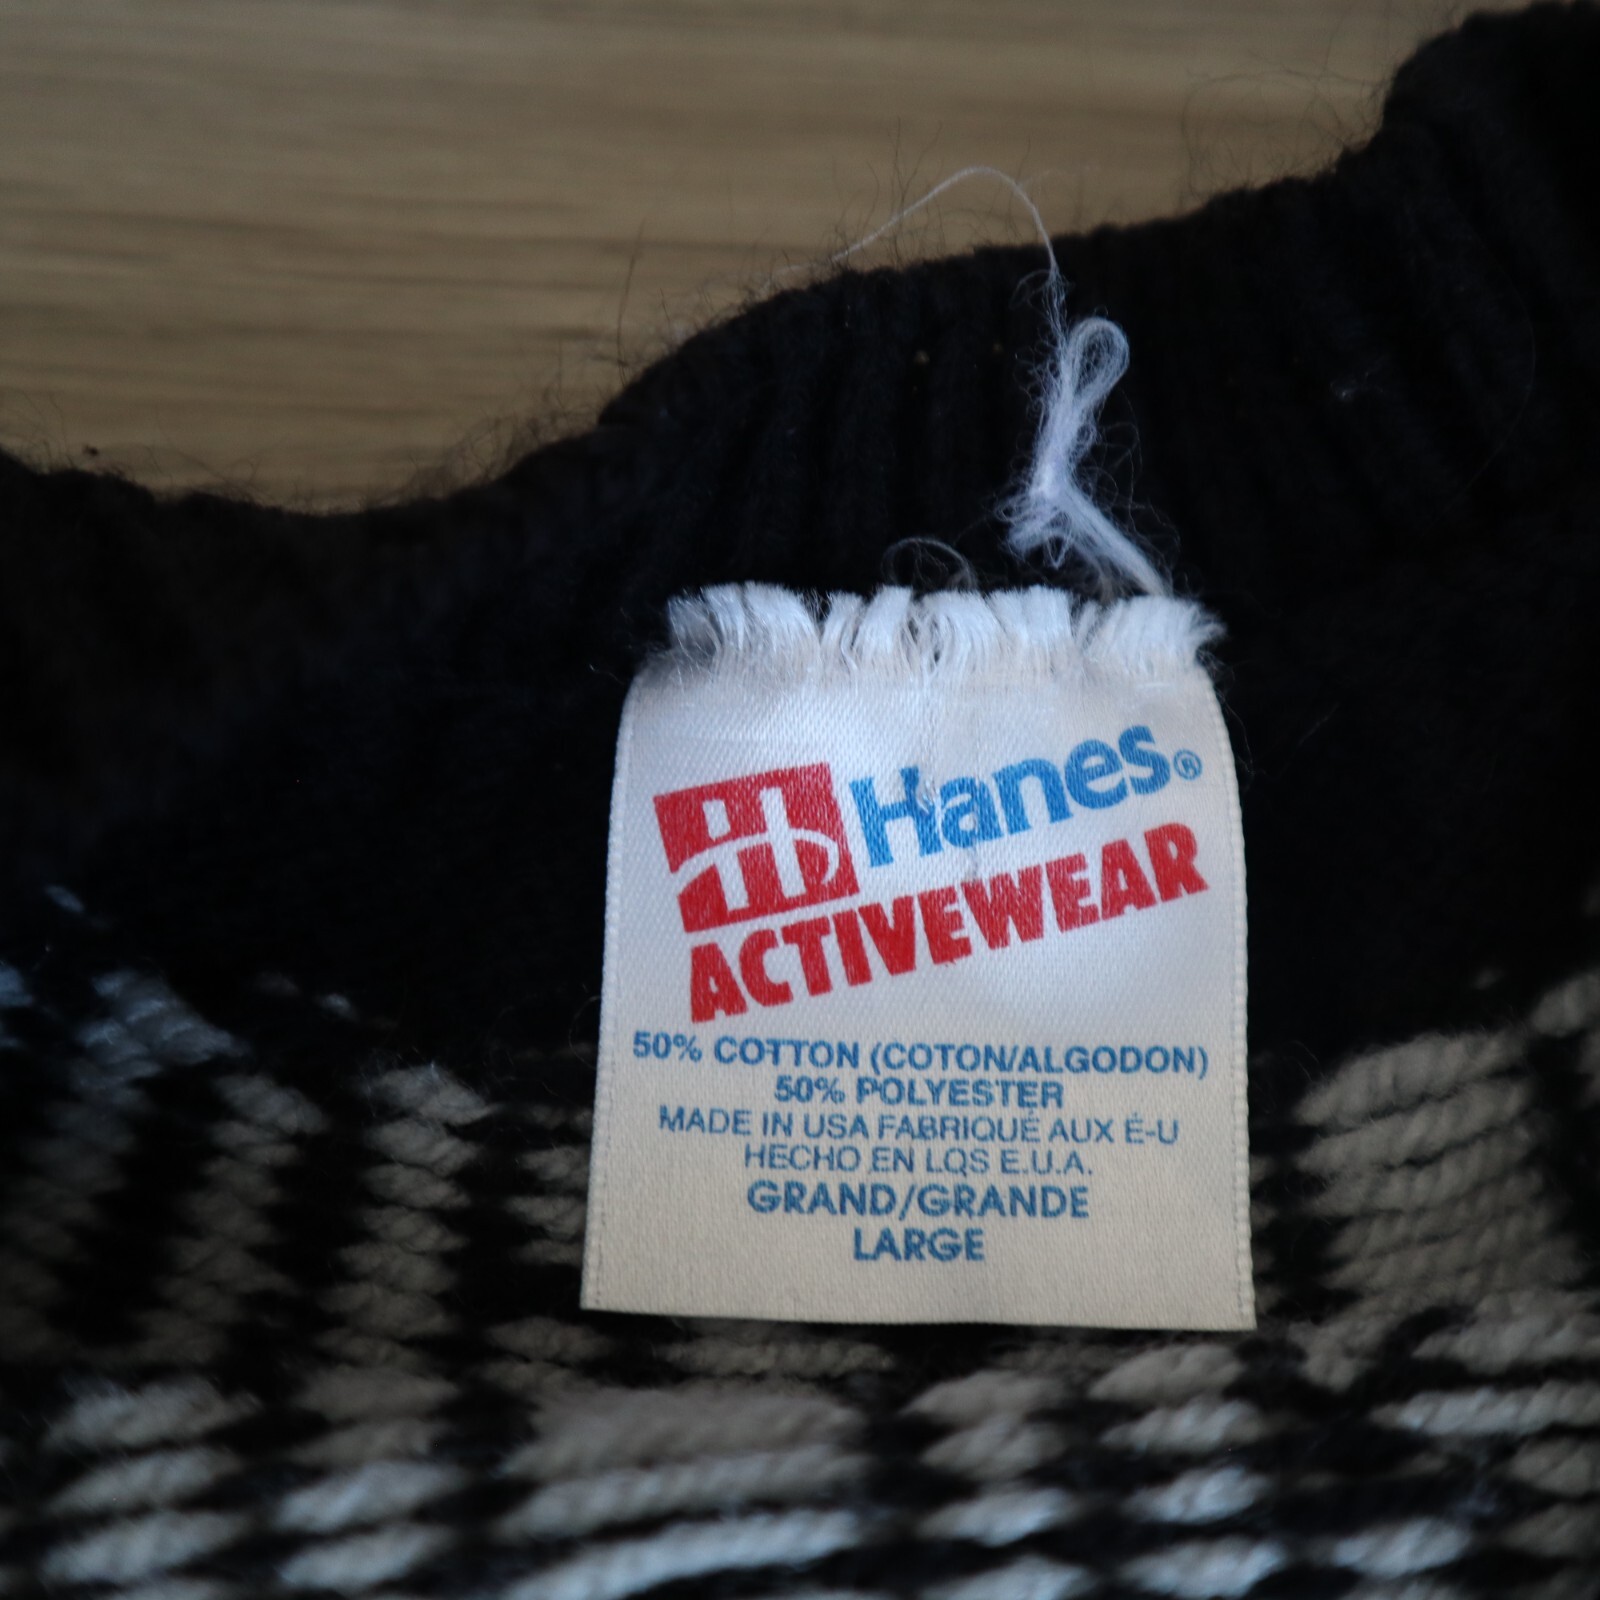 Hanes®
ACTIVEWEAR
50% COTTON (COTON/ALGODON)
50% POLYESTER
MADE IN USA FABRIQUÉ AUX É-U
HECHO EN LOS E.U.A.
GRAND/GRANDE
LARGE